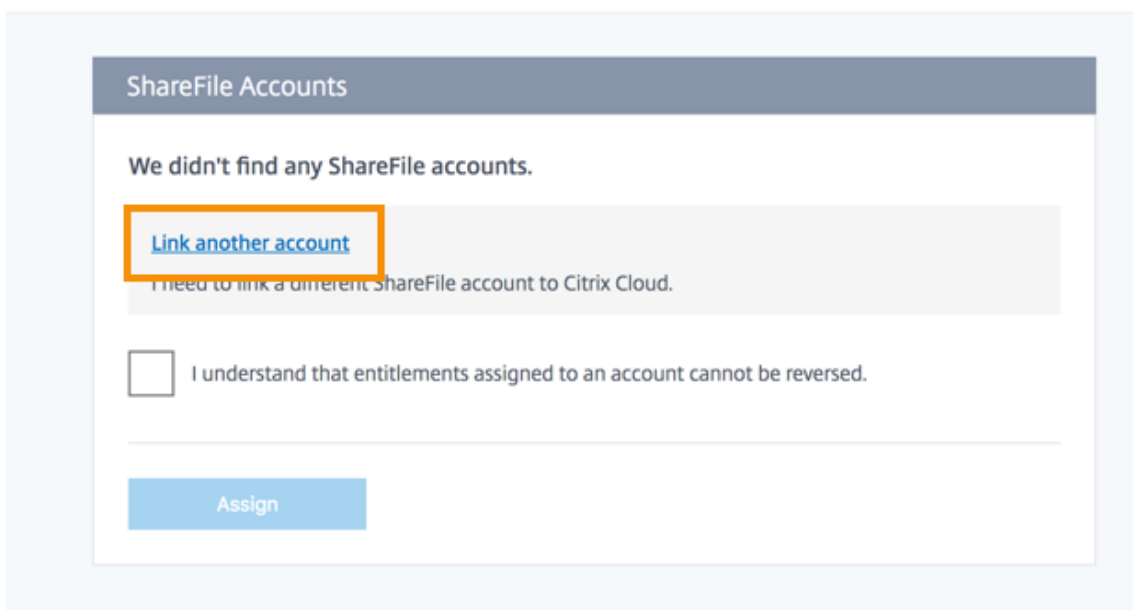 ShareFile Accounts
We didn't find any ShareFile accounts.
Link another account
I need to link a different ShareFile account to Citrix Cloud.
I understand that entitlements assigned to an account cannot be reversed.
Assign